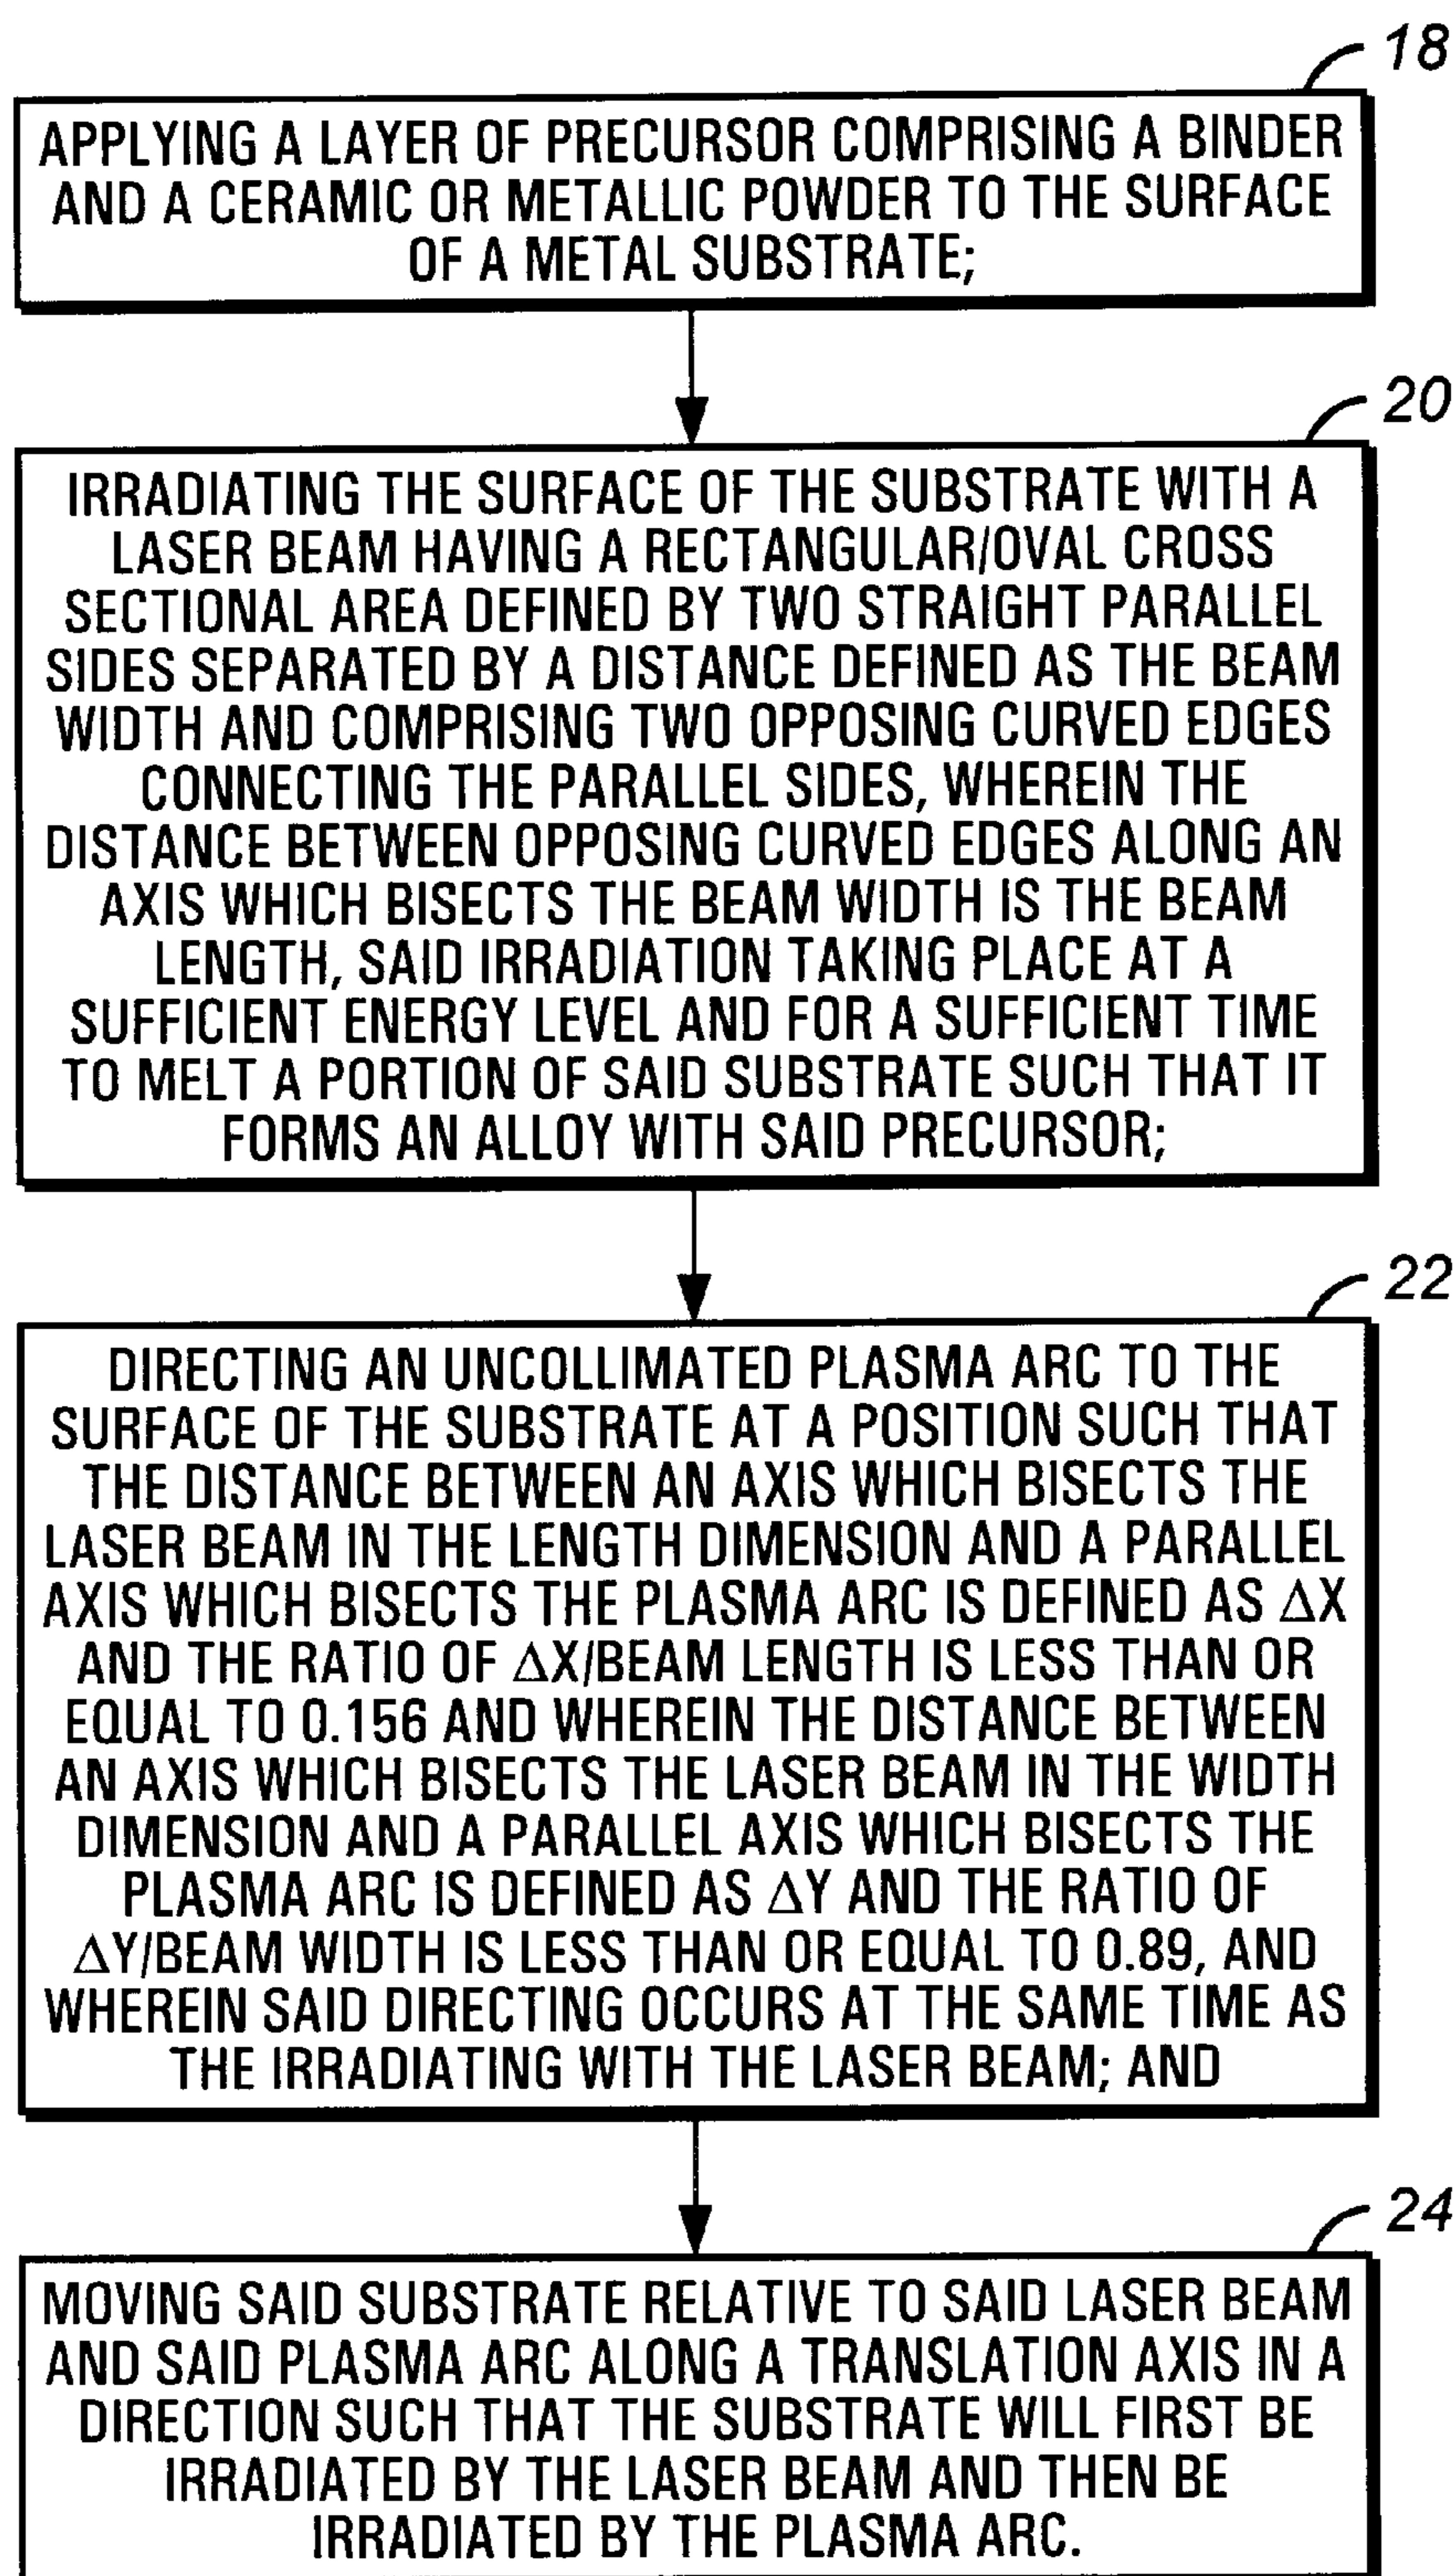 18
APPLYING A LAYER OF PRECURSOR COMPRISING A BINDER
AND A CERAMIC OR METALLIC POWDER TO THE SURFACE
OF A METAL SUBSTRATE;
20
IRRADIATING THE SURFACE OF THE SUBSTRATE WITH A
LASER BEAM HAVING A RECTANGULAR/OVAL CROSS
SECTIONAL AREA DEFINED BY TWO STRAIGHT PARALLEL
SIDES SEPARATED BY A DISTANCE DEFINED AS THE BEAM
WIDTH AND COMPRISING TWO OPPOSING CURVED EDGES
CONNECTING THE PARALLEL SIDES, WHEREIN THE
DISTANCE BETWEEN OPPOSING CURVED EDGES ALONG AN
AXIS WHICH BISECTS THE BEAM WIDTH IS THE BEAM
LENGTH, SAID IRRADIATION TAKING PLACE AT A
SUFFICIENT ENERGY LEVEL AND FOR A SUFFICIENT TIME
TO MELT A PORTION OF SAID SUBSTRATE SUCH THAT IT
FORMS AN ALLOY WITH SAID PRECURSOR;
22
DIRECTING AN UNCOLLIMATED PLASMA ARC TO THE
SURFACE OF THE SUBSTRATE AT A POSITION SUCH THAT
THE DISTANCE BETWEEN AN AXIS WHICH BISECTS THE
LASER BEAM IN THE LENGTH DIMENSION AND A PARALLEL
AXIS WHICH BISECTS THE PLASMA ARC IS DEFINED AS ΔX
AND THE RATIO OF ΔX/BEAM LENGTH IS LESS THAN OR
EQUAL TO 0.156 AND WHEREIN THE DISTANCE BETWEEN
AN AXIS WHICH BISECTS THE LASER BEAM IN THE WIDTH
DIMENSION AND A PARALLEL AXIS WHICH BISECTS THE
PLASMA ARC IS DEFINED AS ΔY AND THE RATIO OF
ΔY/BEAM WIDTH IS LESS THAN OR EQUAL TO 0.89, AND
WHEREIN SAID DIRECTING OCCURS AT THE SAME TIME AS
THE IRRADIATING WITH THE LASER BEAM; AND
24
MOVING SAID SUBSTRATE RELATIVE TO SAID LASER BEAM
AND SAID PLASMA ARC ALONG A TRANSLATION AXIS IN A
DIRECTION SUCH THAT THE SUBSTRATE WILL FIRST BE
IRRADIATED BY THE LASER BEAM AND THEN BE
IRRADIATED BY THE PLASMA ARC.